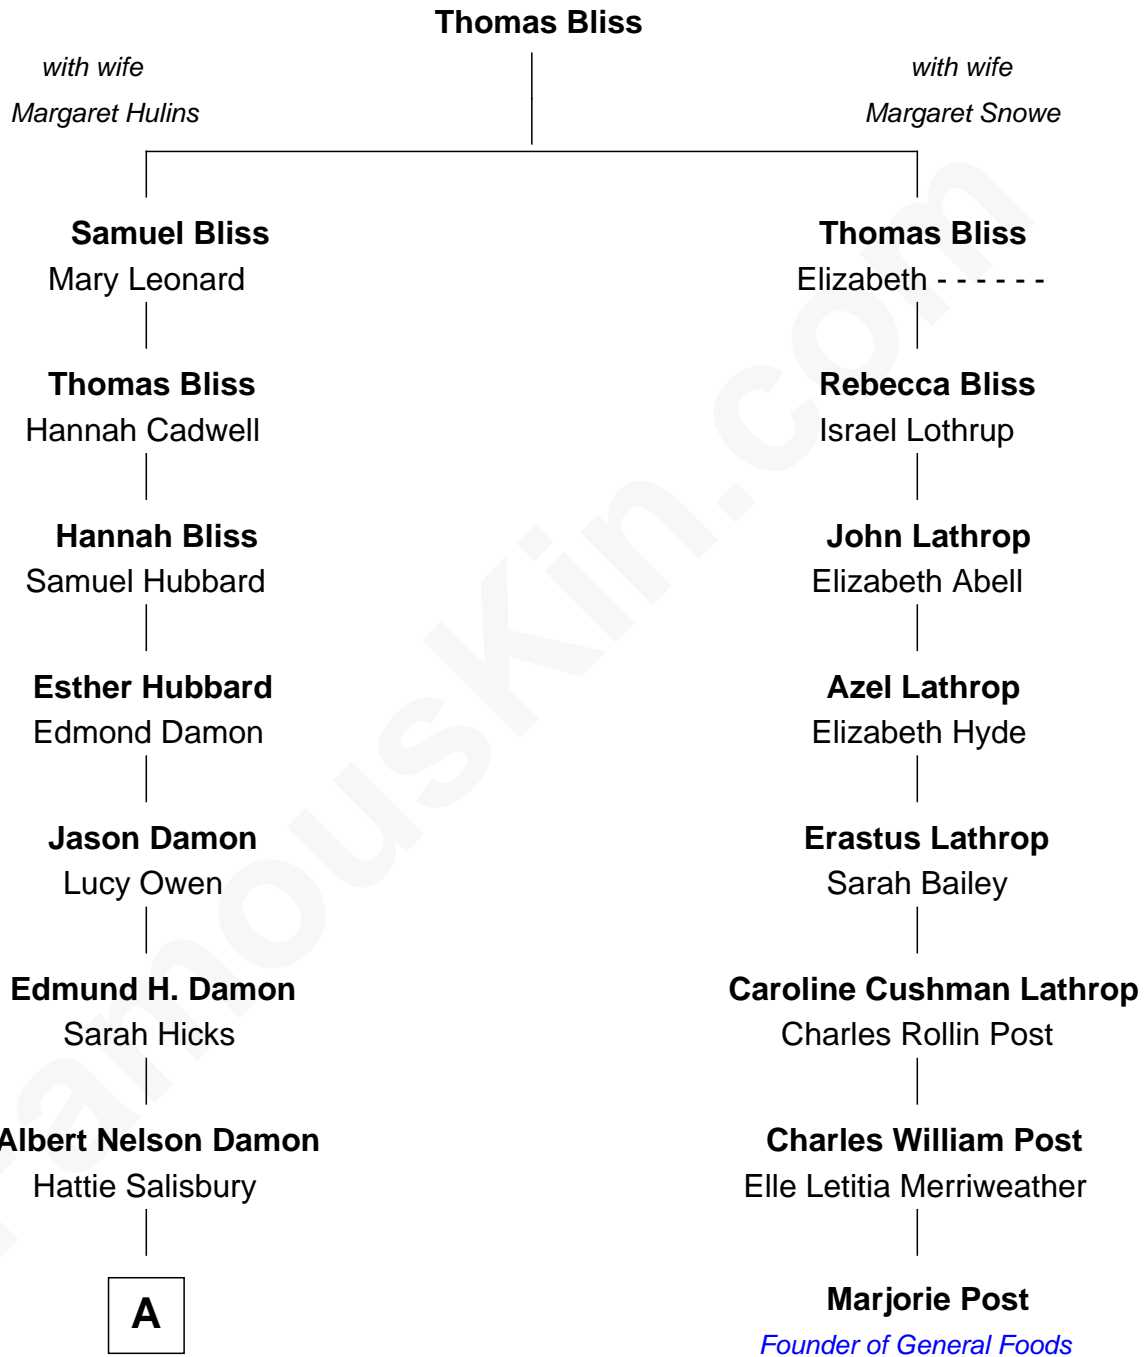 Thomas Bliss
with wife
Margaret Hulins
with wife
Margaret Snowe
Samuel Bliss
Mary Leonard
Thomas Bliss
Elizabeth - - - - - -
Thomas Bliss
Hannah Cadwell
Rebecca Bliss
Israel Lothrup
Hannah Bliss
Samuel Hubbard
John Lathrop
Elizabeth Abell
Esther Hubbard
Edmond Damon
Azel Lathrop
Elizabeth Hyde
Jason Damon
Lucy Owen
Erastus Lathrop
Sarah Bailey
Edmund H. Damon
Sarah Hicks
Caroline Cushman Lathrop
Charles Rollin Post
Albert Nelson Damon
Hattie Salisbury
Charles William Post
Elle Letitia Merriweather
A
Marjorie Post
Founder of General Foods
FamousKin.com